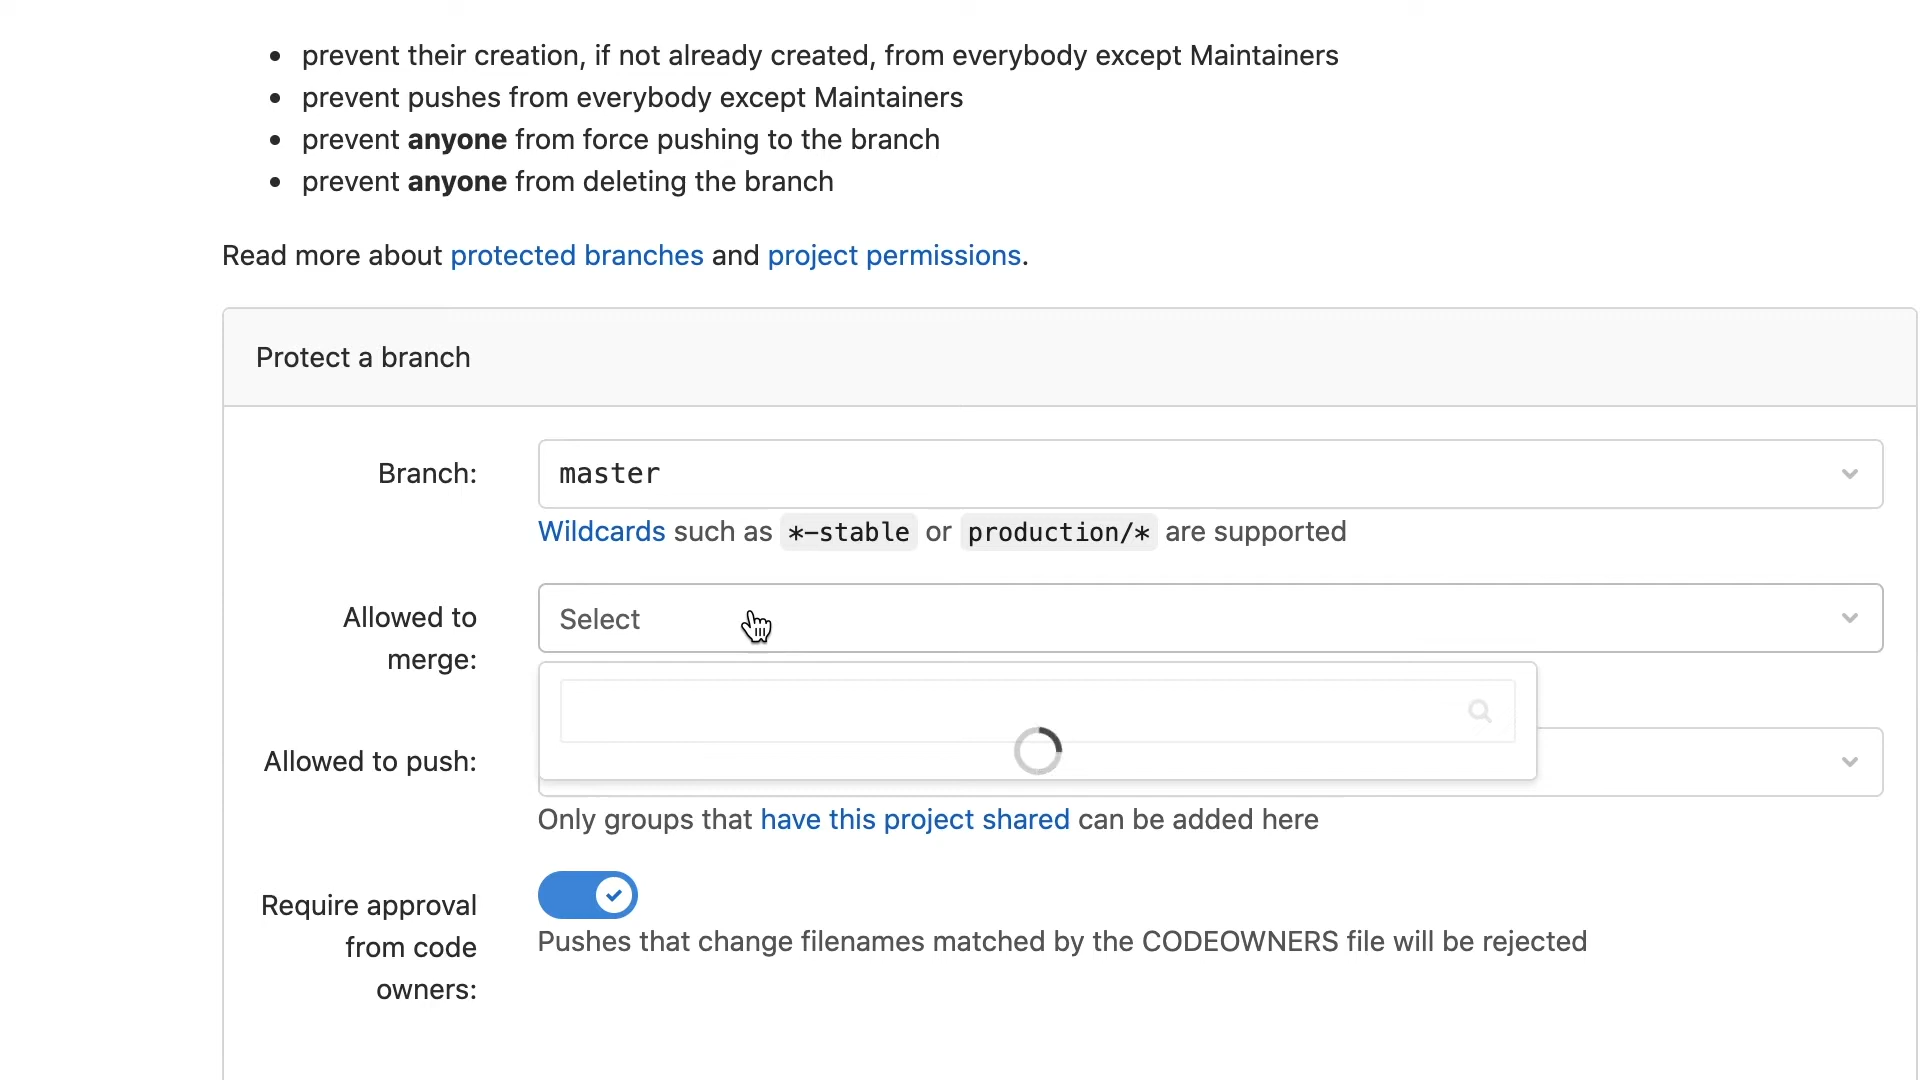 prevent their creation, if not already created, from everybody except Maintainers
prevent pushes from everybody except Maintainers
prevent anyone from force pushing to the branch
prevent anyone from deleting the branch
Read more about protected branches and project permissions.
Protect a branch
Branch:
master
Wildcards such as *-stable or production/* are supported
Allowed to
merge:
Select
Allowed to push:
Only groups that have this project shared can be added here
Require approval
from code
owners:
Pushes that change filenames matched by the CODEOWNERS file will be rejected